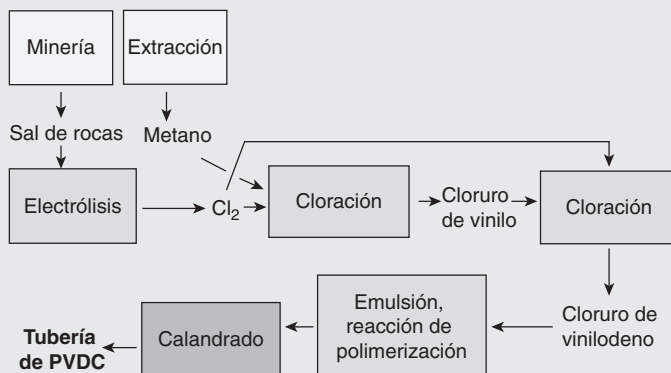 Minería
Extracción
Sal de rocas
Metano
Electrólisis
Cl₂
Cloración
Cloruro
de vinilo
Cloración
Cloruro de
vinilodeno
Emulsión,
reacción de
polimerización
Calandrado
Tubería
de PVDC